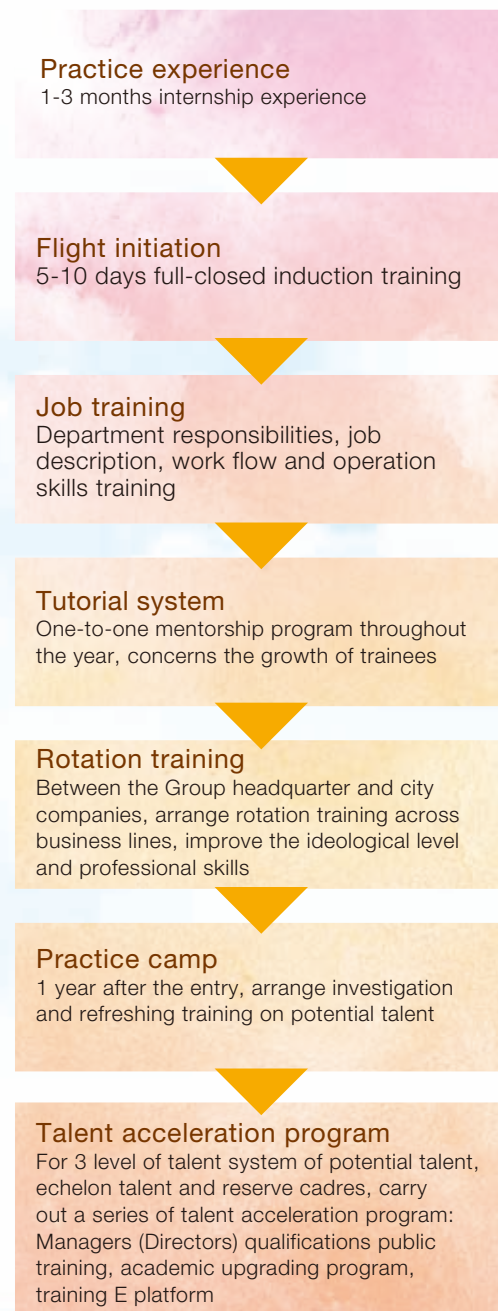 Practice experience
1-3 months internship experience
Flight initiation
5-10 days full-closed induction training
Job training
Department responsibilities, job
description, work flow and operation
skills training
Tutorial system
One-to-one mentorship program throughout
the year, concerns the growth of trainees
Rotation training
Between the Group headquarter and city
companies, arrange rotation training across
business lines, improve the ideological level
and professional skills
Practice camp
1 year after the entry, arrange investigation
and refreshing training on potential talent
Talent acceleration program
For 3 level of talent system of potential talent,
echelon talent and reserve cadres, carry
out a series of talent acceleration program:
Managers (Directors) qualifications public
training, academic upgrading program,
training E platform